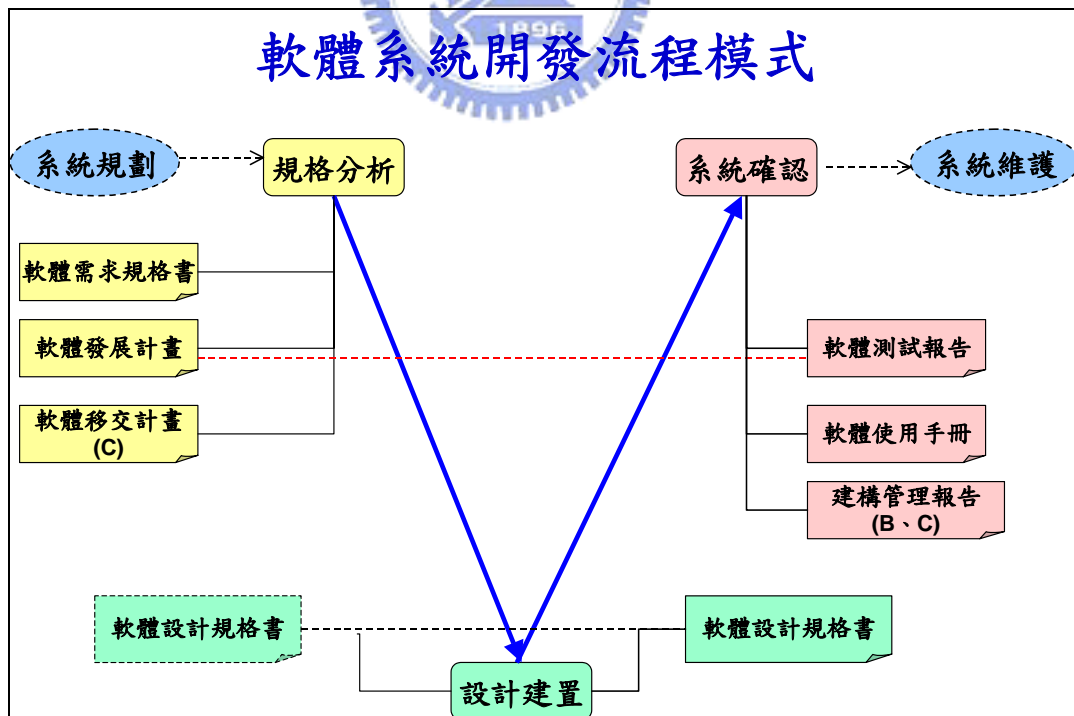 1896
軟體系統開發流程模式
系統規劃
規格分析
系統確認
系統維護
軟體需求規格書
軟體發展計畫
軟體測試報告
軟體移交計畫
(C)
軟體使用手冊
建構管理報告
(B、C)
軟體設計規格書
軟體設計規格書
設計建置